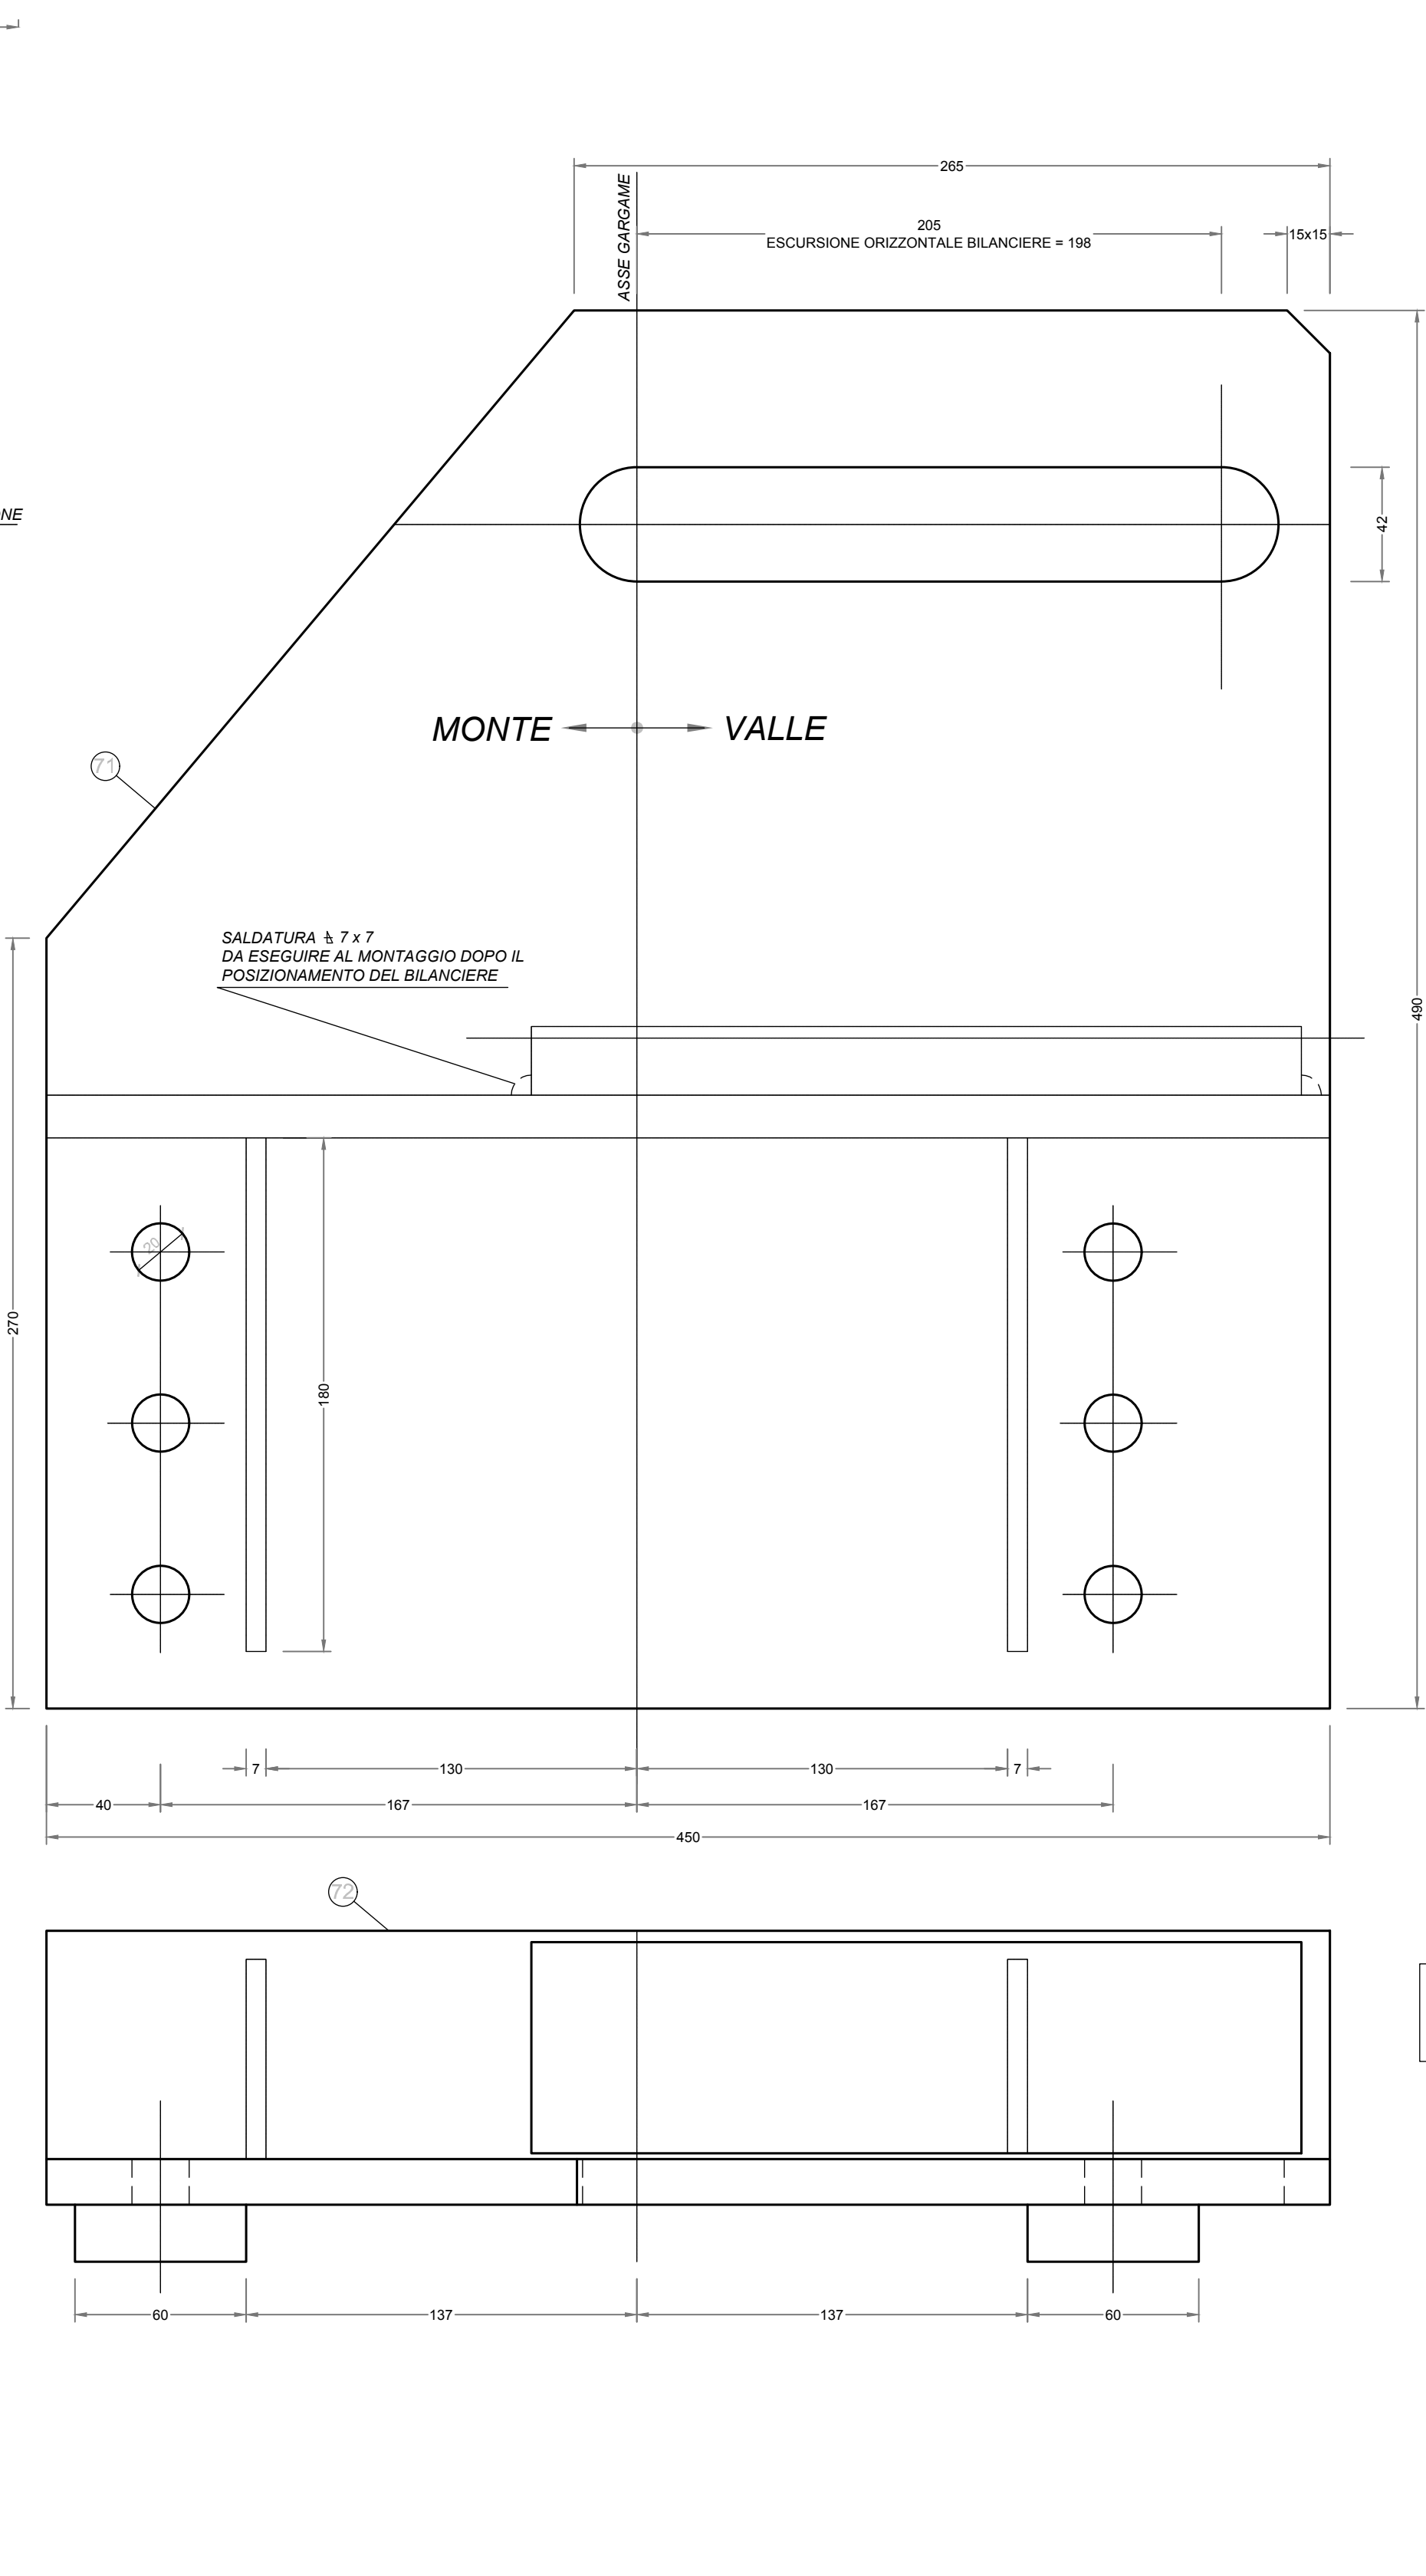 265
ASSE GARGAME
205
ESCURSIONE ORIZZONTALE BILANCIERE = 198
15x15
NE
42
MONTE
VALLE
71
SALDATURA 7 x 7
DA ESEGUIRE AL MONTAGGIO DOPO IL
POSIZIONAMENTO DEL BILANCIERE
490
20
270
180
7
130
130
7
40
167
167
450
72
60
137
137
60